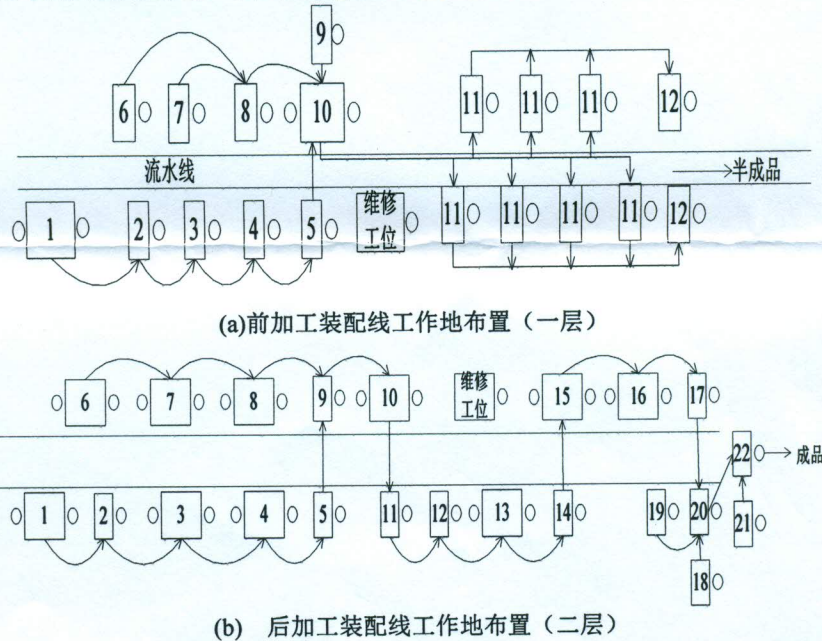 9
6 7 8 10 11 11 11 12
流水线 半成品
1 2 3 4 5 维修工位 11 11 11 11 12
(a)前加工装配线工作地布置（一层）
6 7 8 9 10 维修工位 15 16 17
22 成品
1 2 3 4 5 11 12 13 14 19 20 21
18
(b) 后加工装配线工作地布置（二层）